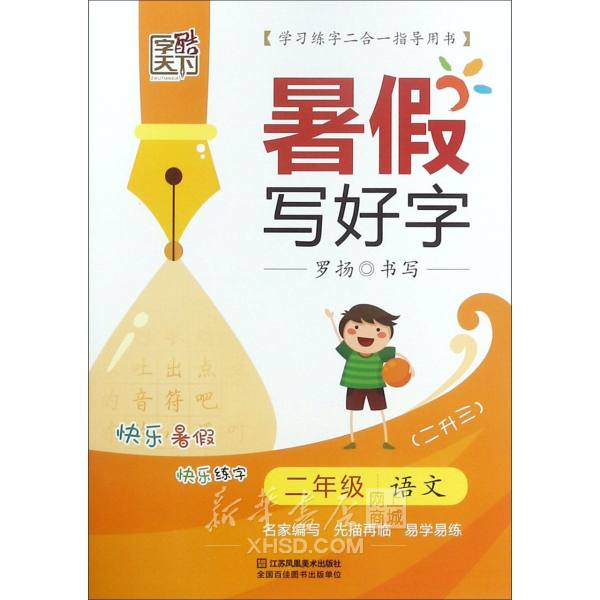 字酷天下
ZIKUTIANXIA
【学习练字二合一指导用书】
暑假
写好字
罗扬◎书写
吐出点
的音符吧
快乐暑假
快乐练字
(二升三)
二年级 语文
名家编写 先描再临 易学易练
新华书店 网上商城
XHSD.COM
江苏凤凰美术出版社
全国百佳图书出版单位